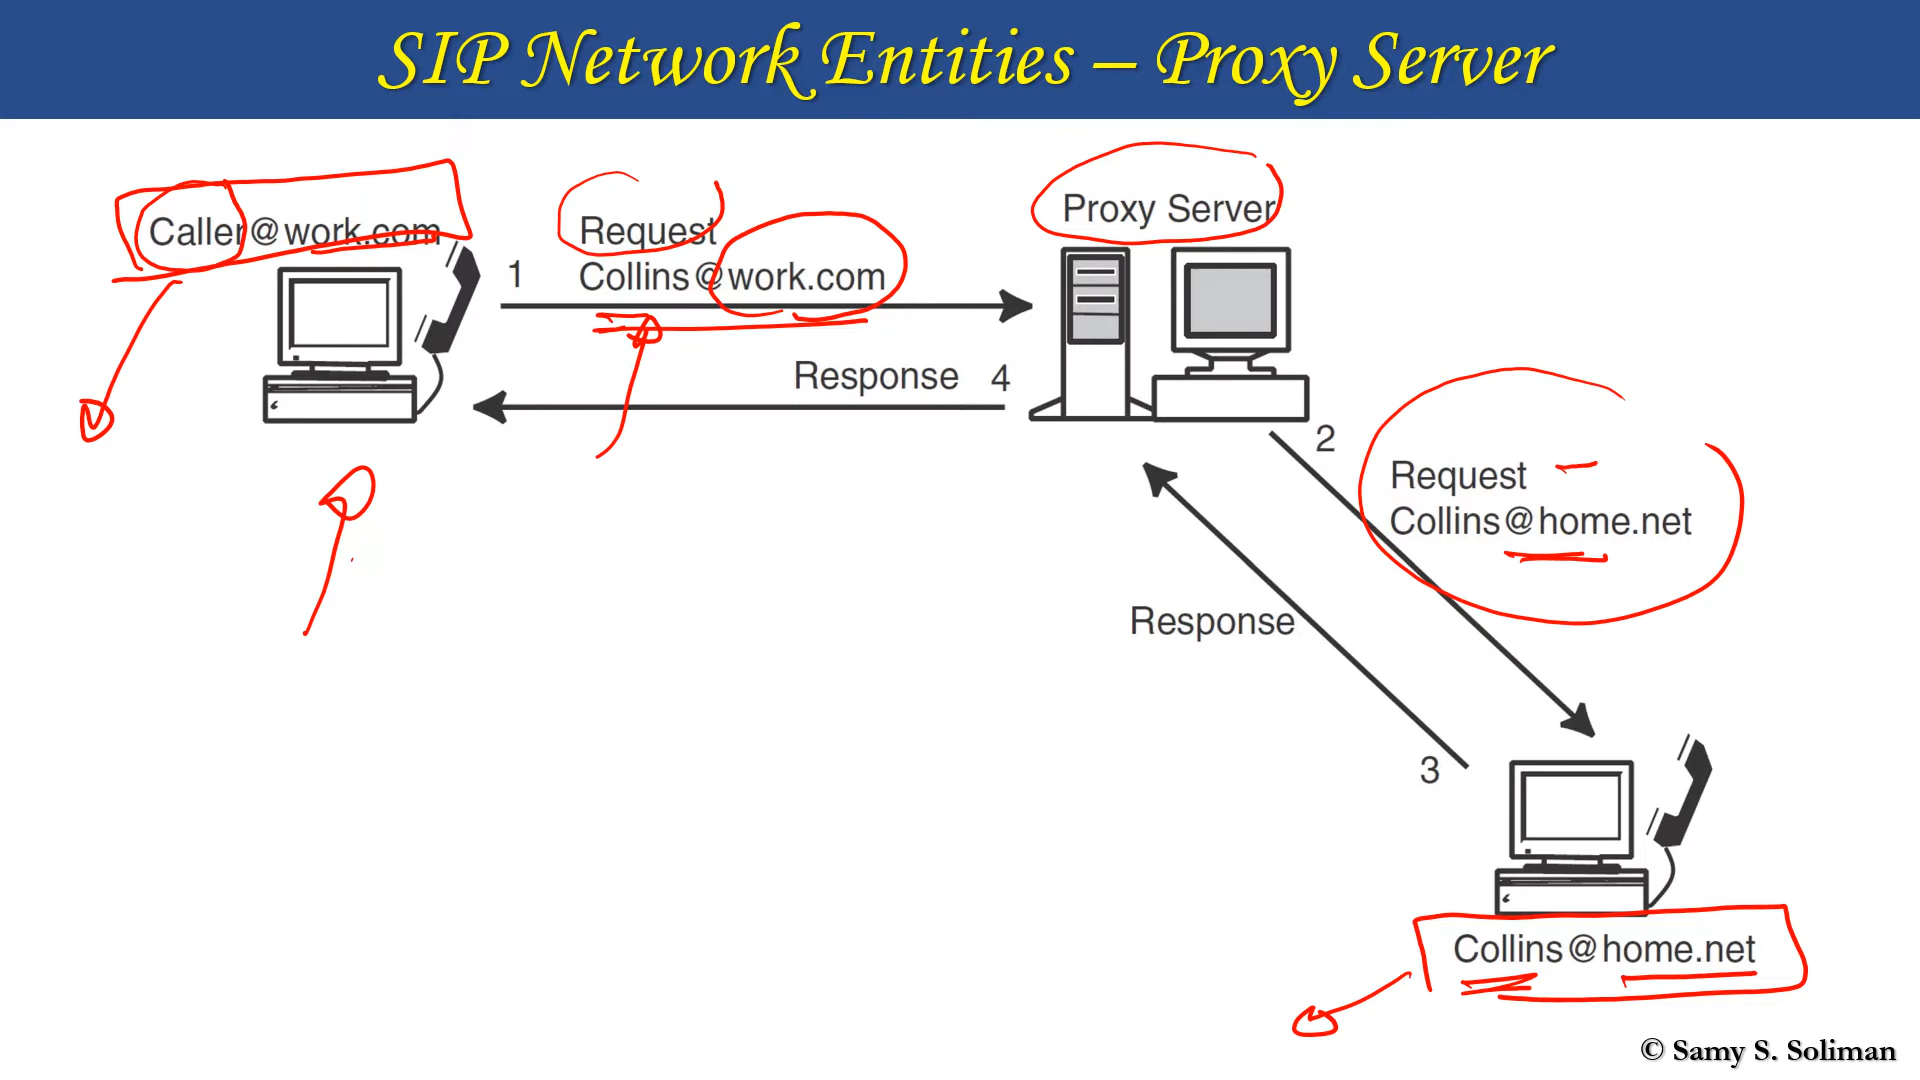 SIP Network Entities – Proxy Server
Caller@work.com
1
Request
Collins@work.com
Proxy Server
Response 4
2
Request
Collins@home.net
Response
3
Collins@home.net
© Samy S. Soliman